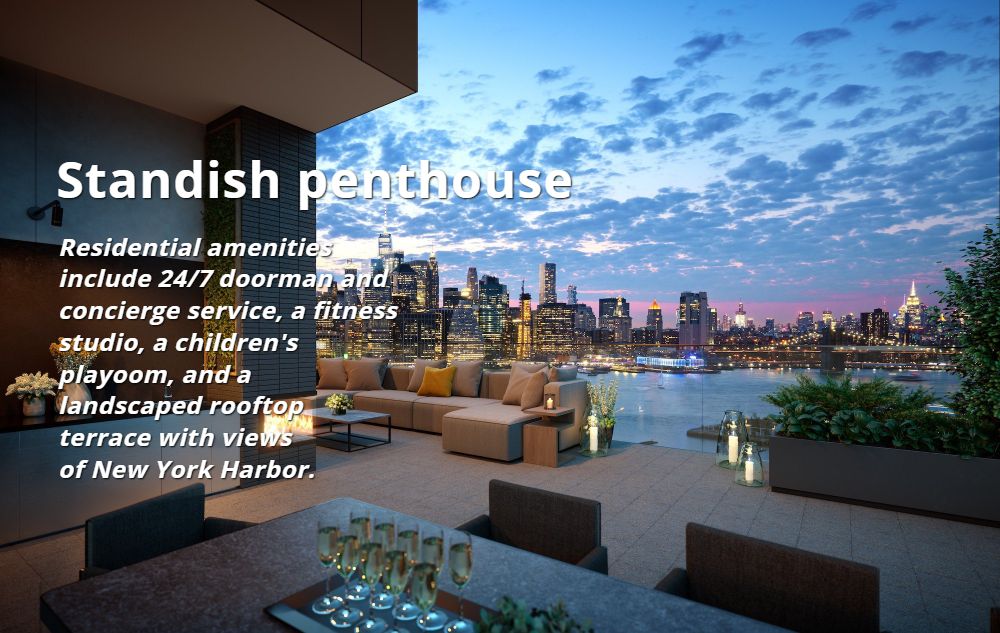 Standish penthouse
Residential amenities
include 24/7 doorman and
concierge service, a fitness
studio, a children's
playoom, and a
landscaped rooftop
terrace with views
of New York Harbor.